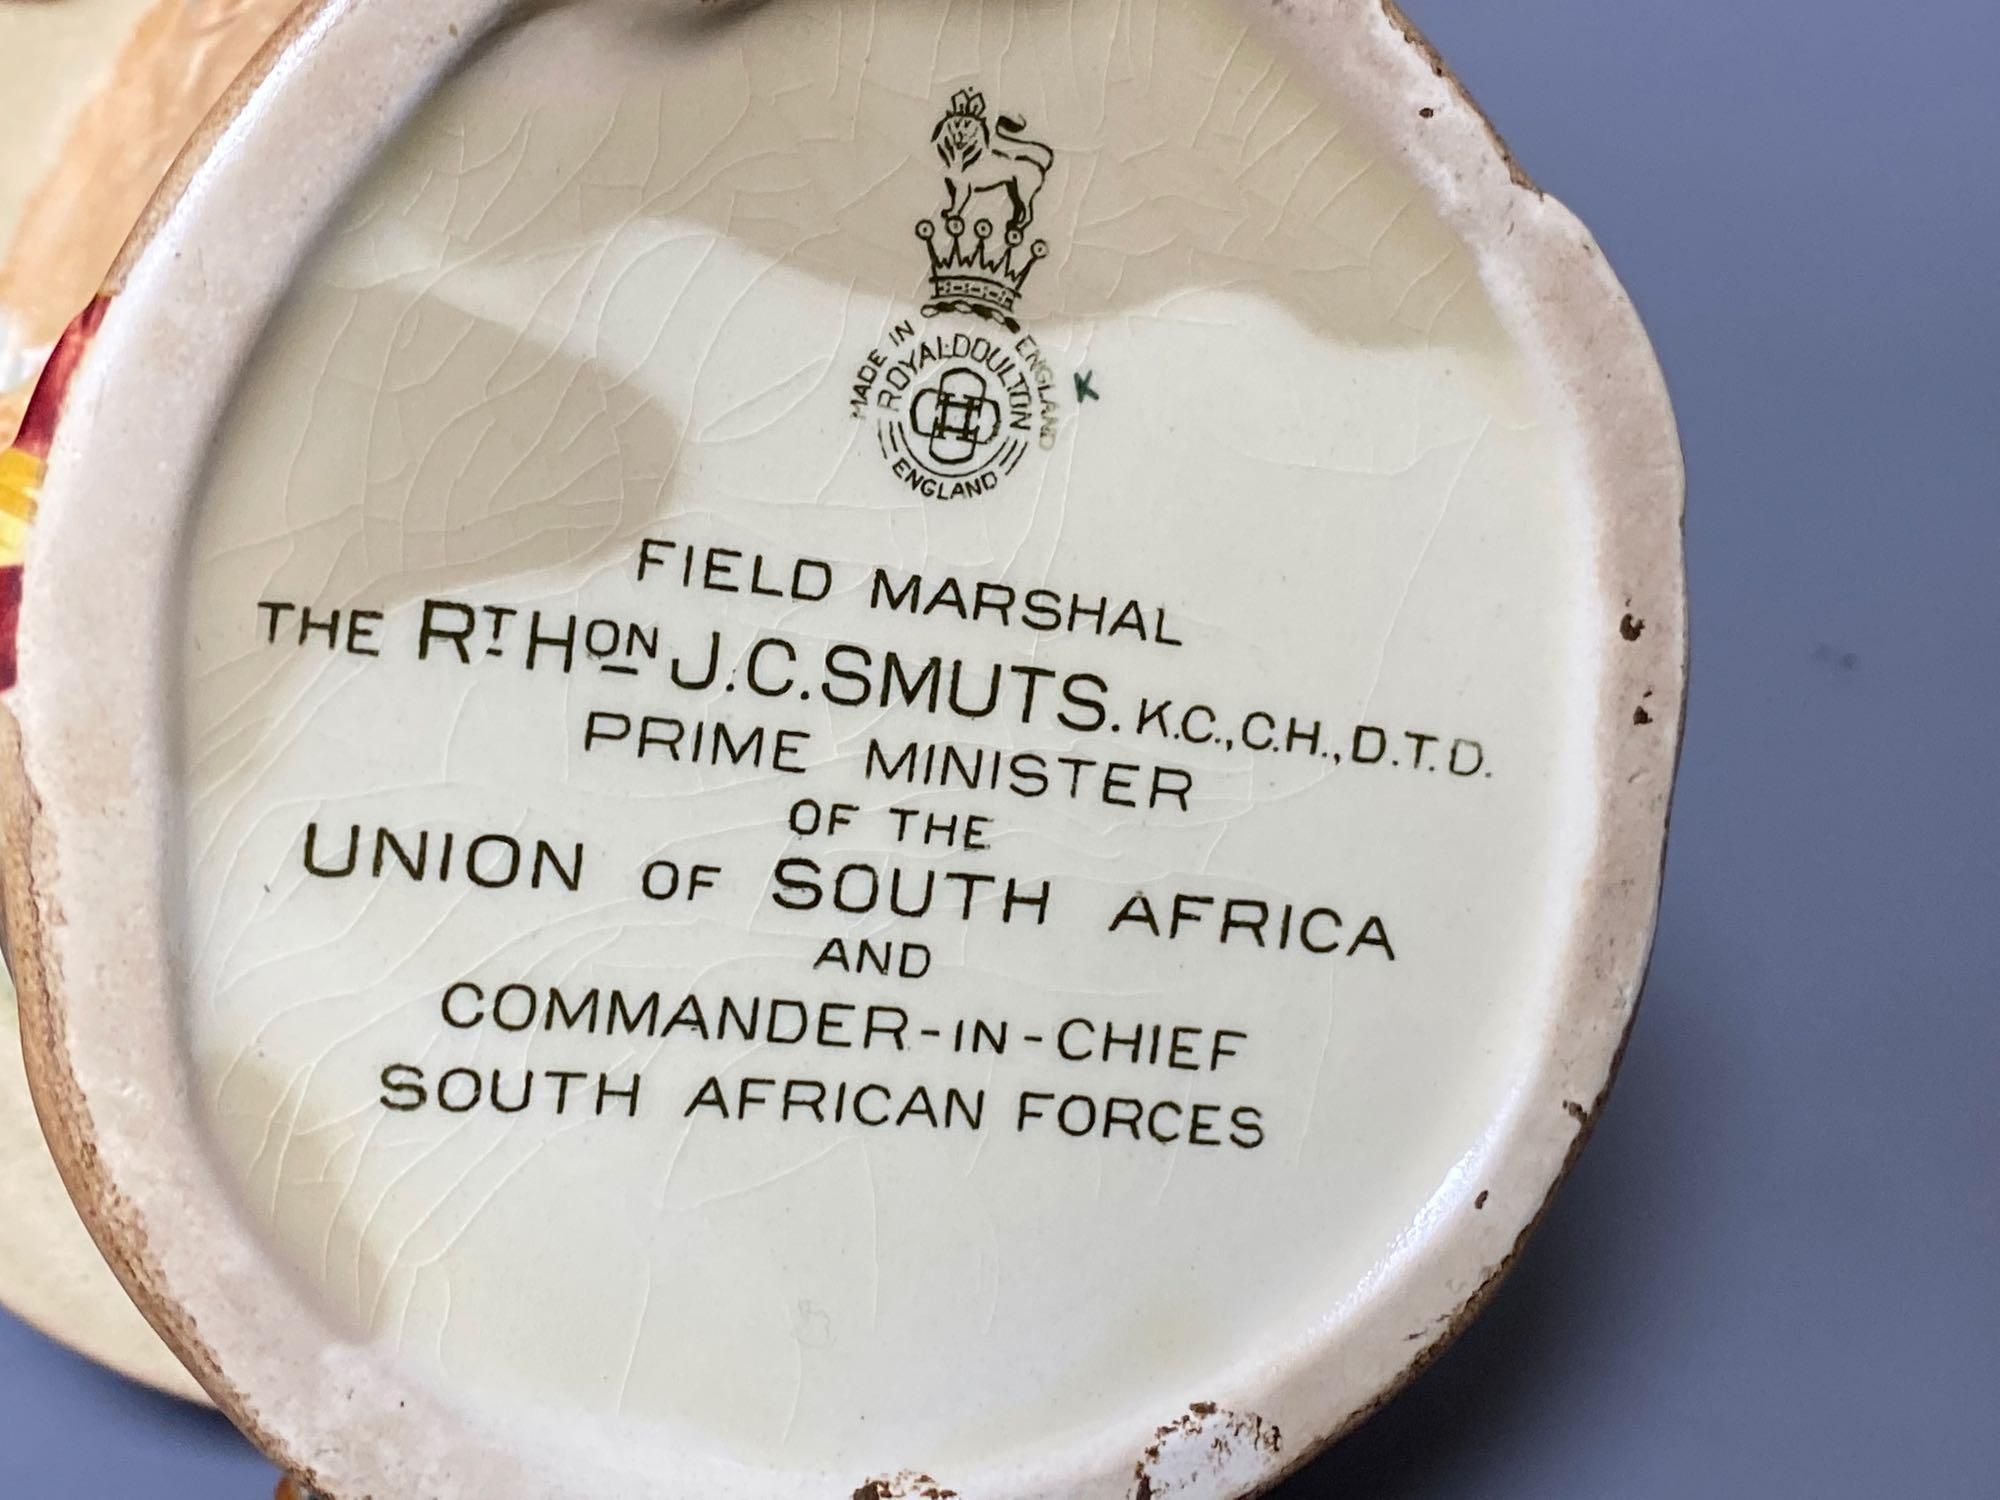 MADE IN ENGLAND
ROYAL DOULTON
ENGLAND
K
FIELD MARSHAL
THE RT HON J.C. SMUTS. K.C., C.H., D.T.D.
PRIME MINISTER
OF THE
UNION OF SOUTH AFRICA
AND
COMMANDER-IN-CHIEF
SOUTH AFRICAN FORCES